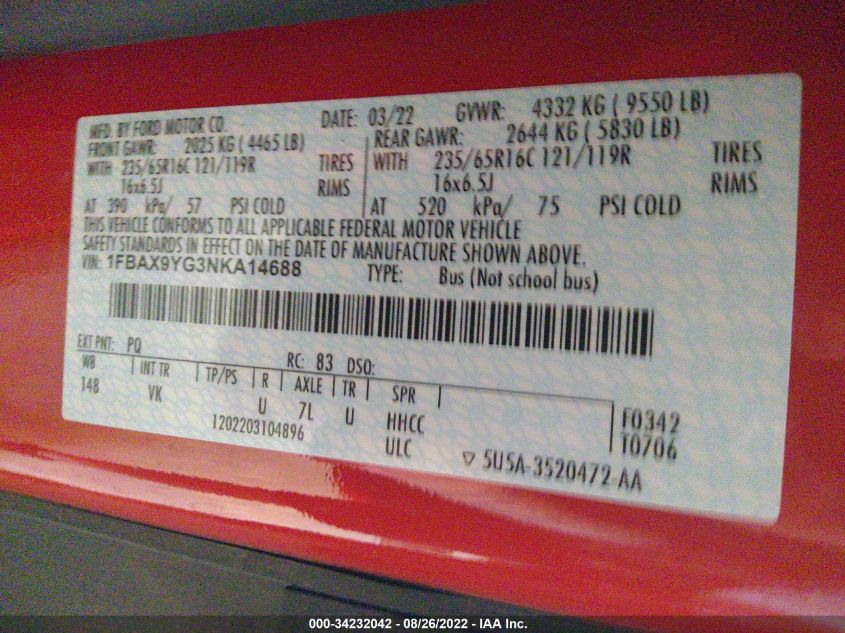 MFD. BY FORD MOTOR CO. DATE: 03/22 GVWR: 4332 KG ( 9550 LB)
FRONT GAWR: 2025 KG ( 4465 LB) REAR GAWR: 2644 KG ( 5830 LB)
WITH 235/65R16C 121/119R TIRES WITH 235/65R16C 121/119R TIRES
16x6.5J RIMS 16x6.5J RIMS
AT 390 kPa/ 57 PSI COLD AT 520 kPa/ 75 PSI COLD
THIS VEHICLE CONFORMS TO ALL APPLICABLE FEDERAL MOTOR VEHICLE
SAFETY STANDARDS IN EFFECT ON THE DATE OF MANUFACTURE SHOWN ABOVE.
VIN: 1FBAX9YG3NKA14688 TYPE: Bus (Not school bus)
EXT PNT: PQ RC: 83 DSO:
WB INT TR TP/PS R AXLE TR SPR
148 VK U 7L U HHCC F0342
1202203104896 ULC T0706
▽ 5U5A-3520472-AA
000-34232042 - 08/26/2022 - IAA Inc.